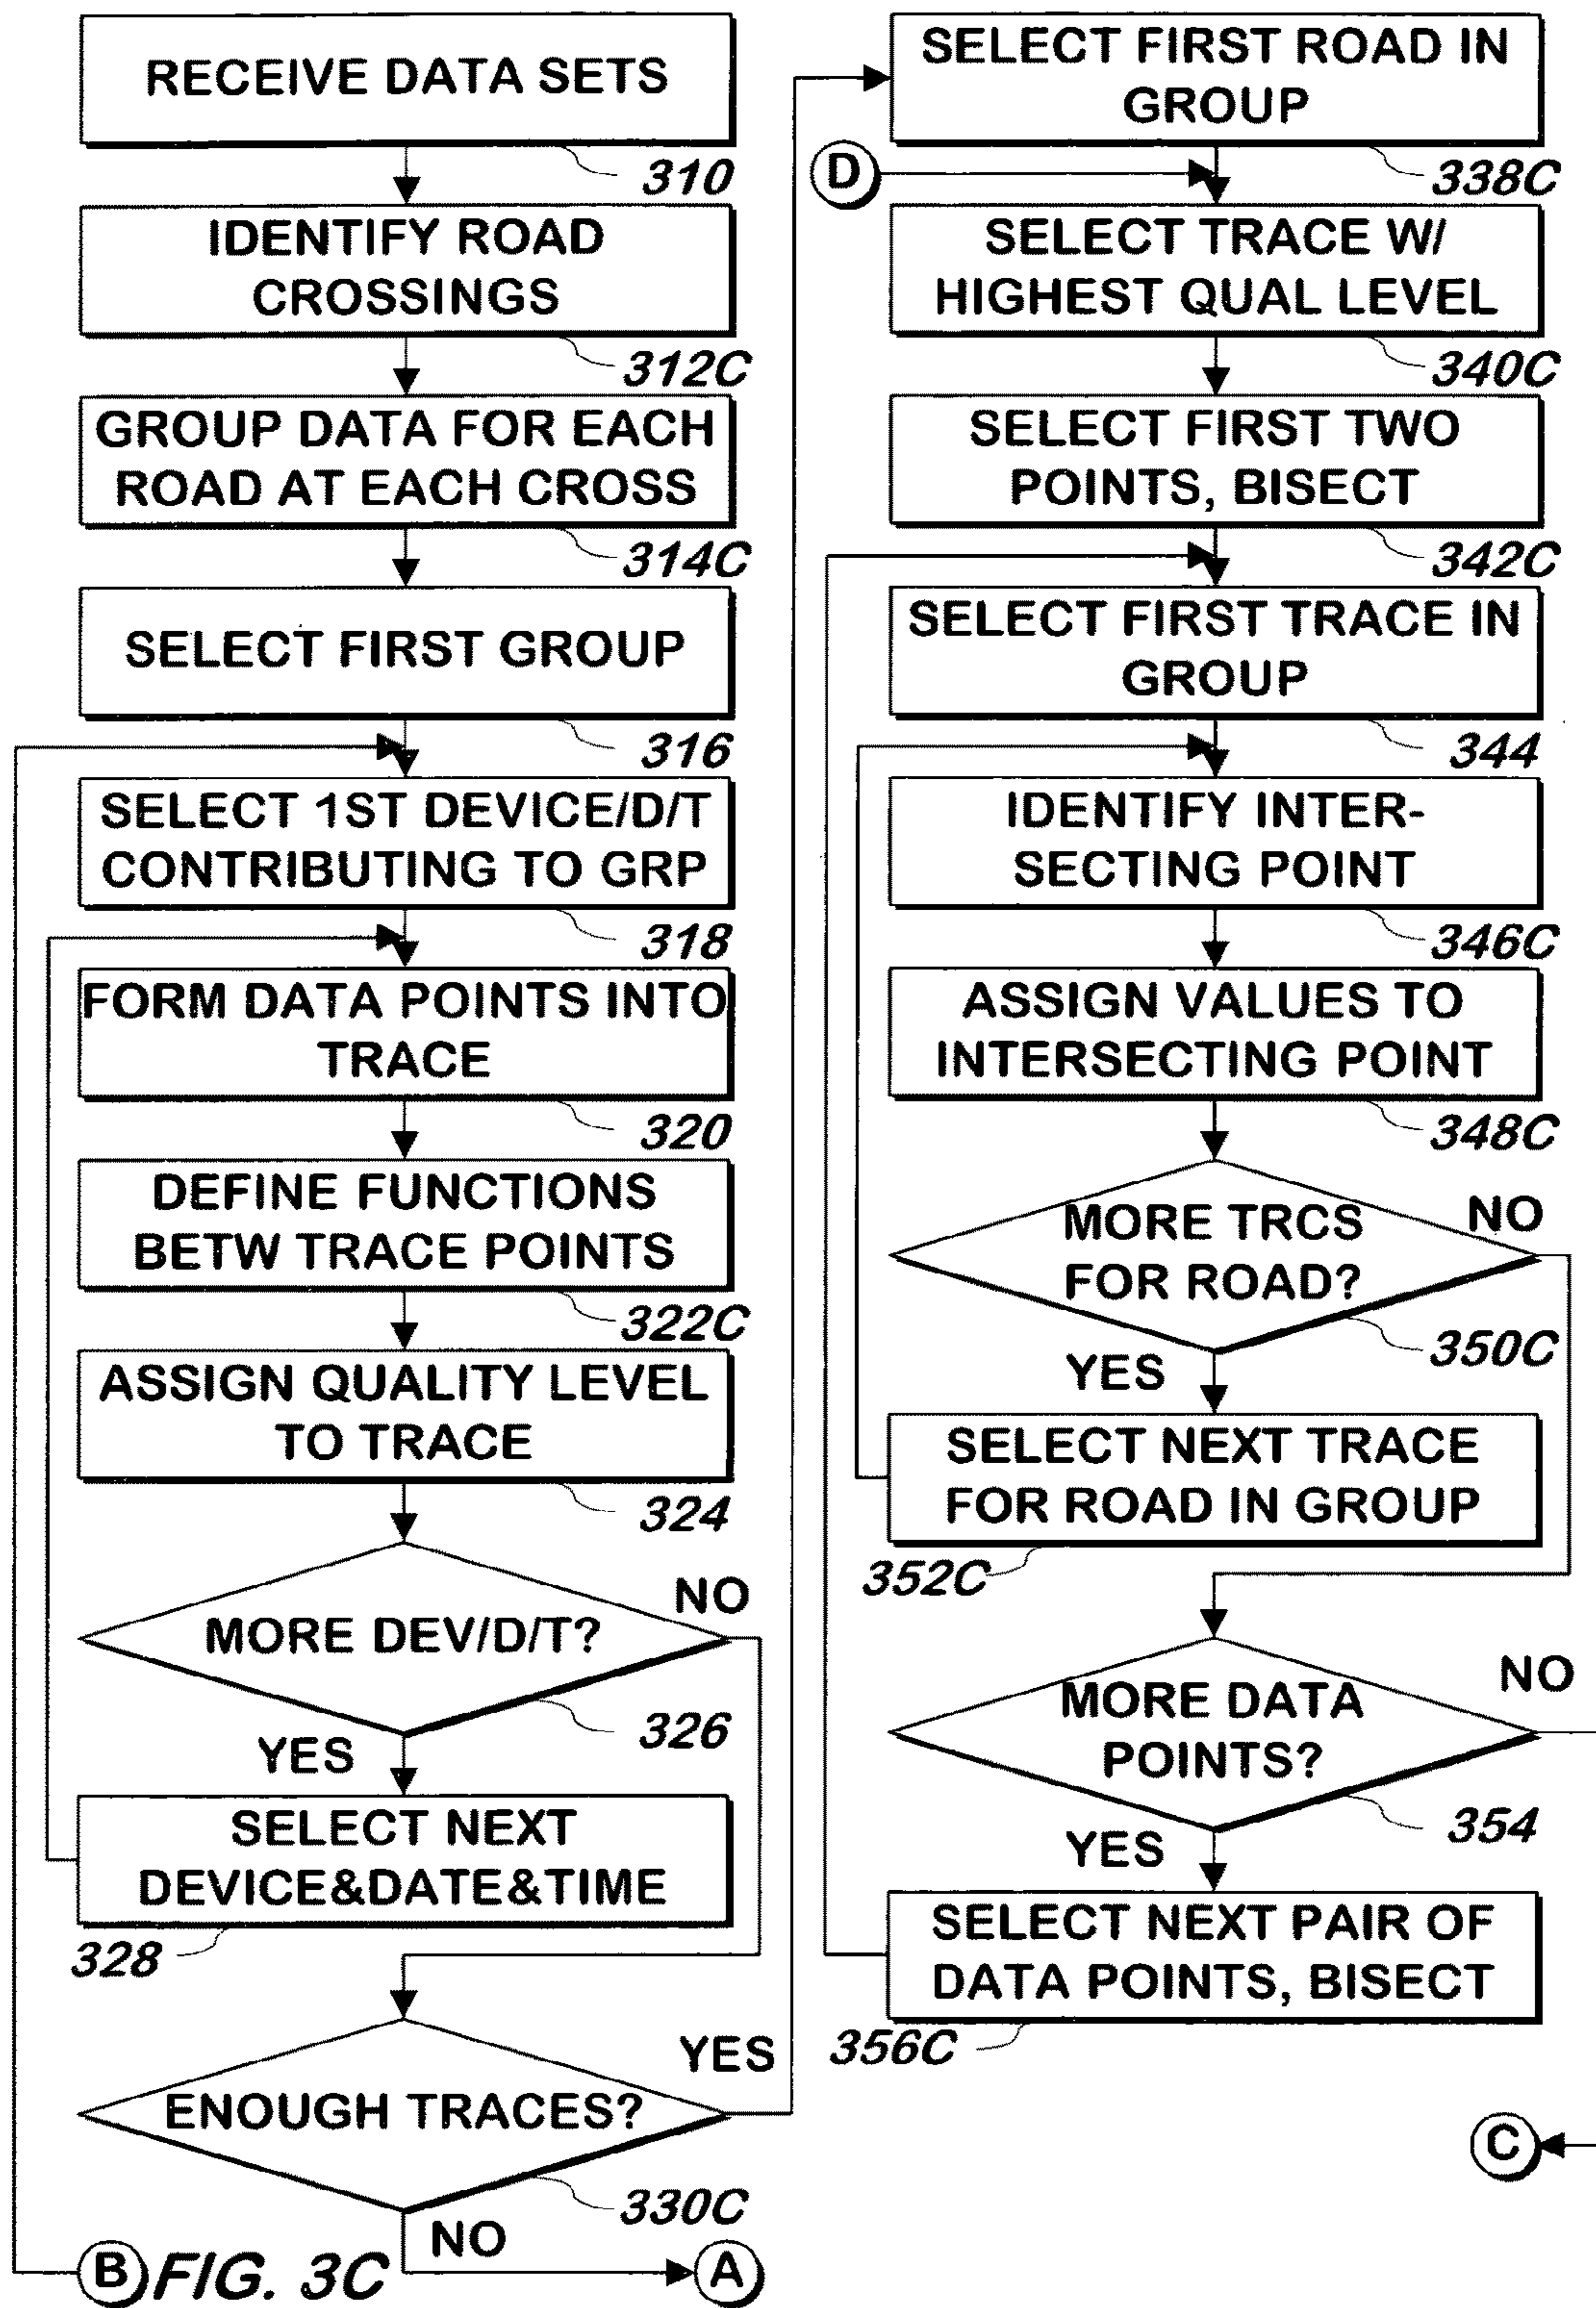 RECEIVE DATA SETS
310
IDENTIFY ROAD
CROSSINGS
312C
GROUP DATA FOR EACH
ROAD AT EACH CROSS
314C
SELECT FIRST GROUP
316
SELECT 1ST DEVICE/D/T
CONTRIBUTING TO GRP
318
FORM DATA POINTS INTO
TRACE
320
DEFINE FUNCTIONS
BETW TRACE POINTS
322C
ASSIGN QUALITY LEVEL
TO TRACE
324
MORE DEV/D/T?
NO
326
YES
SELECT NEXT
DEVICE&DATE&TIME
328
ENOUGH TRACES?
YES
330C
NO
B
A
FIG. 3C
SELECT FIRST ROAD IN
GROUP
338C
D
SELECT TRACE W/
HIGHEST QUAL LEVEL
340C
SELECT FIRST TWO
POINTS, BISECT
342C
SELECT FIRST TRACE IN
GROUP
344
IDENTIFY INTER-
SECTING POINT
346C
ASSIGN VALUES TO
INTERSECTING POINT
348C
MORE TRCS
FOR ROAD?
NO
350C
YES
SELECT NEXT TRACE
FOR ROAD IN GROUP
352C
MORE DATA
POINTS?
NO
354
YES
SELECT NEXT PAIR OF
DATA POINTS, BISECT
356C
C